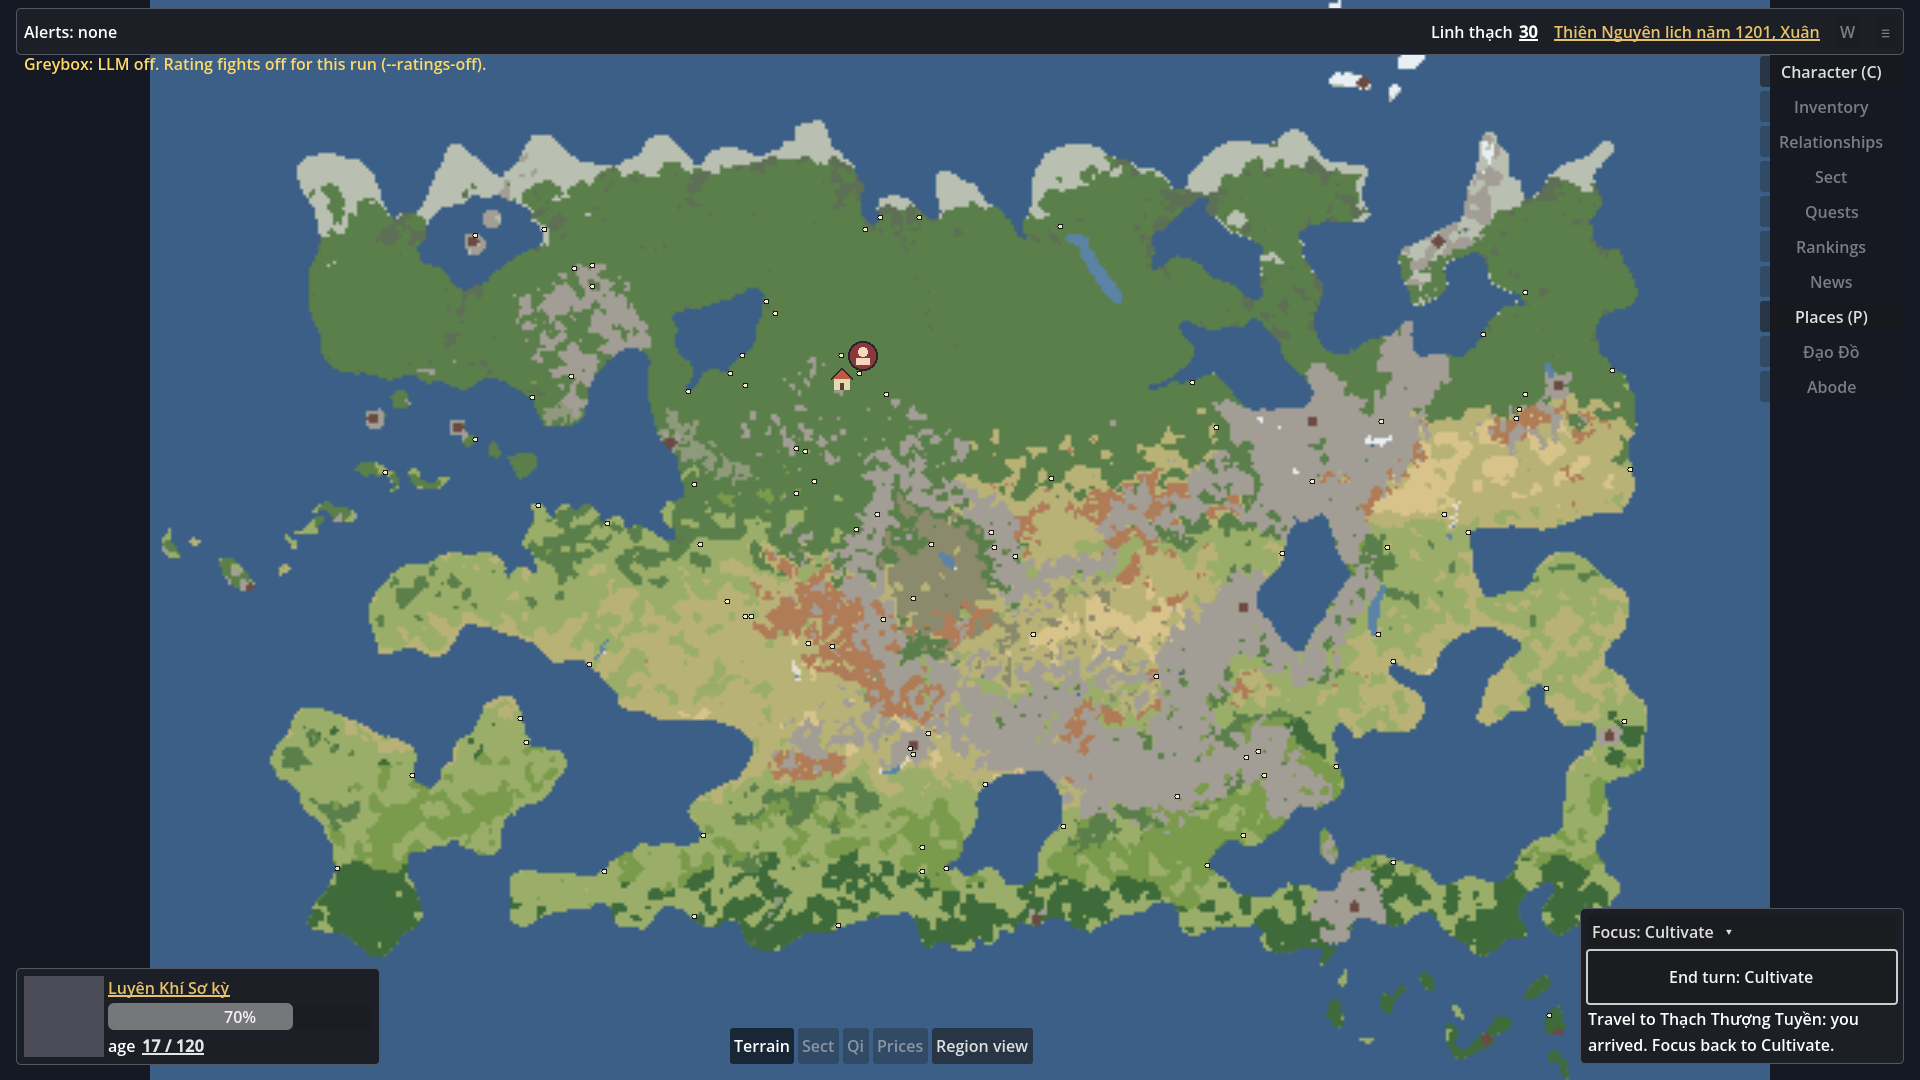 Alerts: none
Linh thạch 30 Thiên Nguyên lich năm 1201, Xuân W ≡
Greybox: LLM off. Rating fights off for this run (--ratings-off).
Character (C)
Inventory
Relationships
Sect
Quests
Rankings
News
Places (P)
Đạo Đồ
Abode
Focus: Cultivate ▾
End turn: Cultivate
Travel to Thạch Thượng Tuyền: you
arrived. Focus back to Cultivate.
Luyện Khí Sơ kỳ
70%
age 17 / 120
Terrain Sect Qi Prices Region view